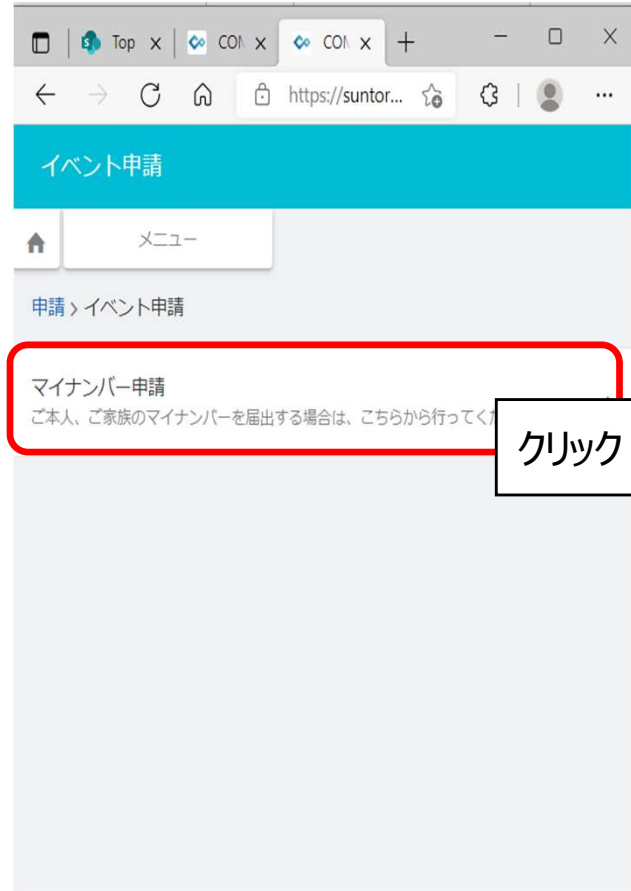 Top
CON
CON
https://suntor...
イベント申請
メニュー
申請 › イベント申請
マイナンバー申請
ご本人、ご家族のマイナンバーを届出する場合は、こちらから行ってく
クリック